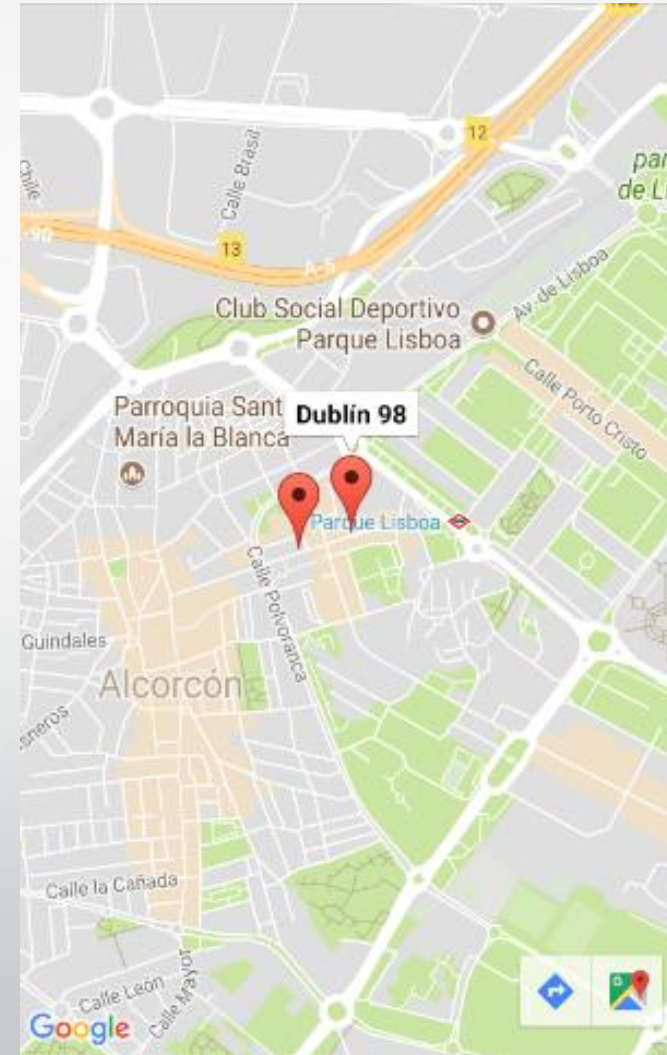 12
Calle Brasil
Chile
13
A-5
Club Social Deportivo
Parque Lisboa
Av. de Lisboa
Calle Porto Cristo
Parroquia Sant
María la Blanca
Dublín 98
Parque Lisboa
Calle Polvoranca
Guindales
Alcorcón
Calle la Cañada
Calle León
Calle Mayor
Google